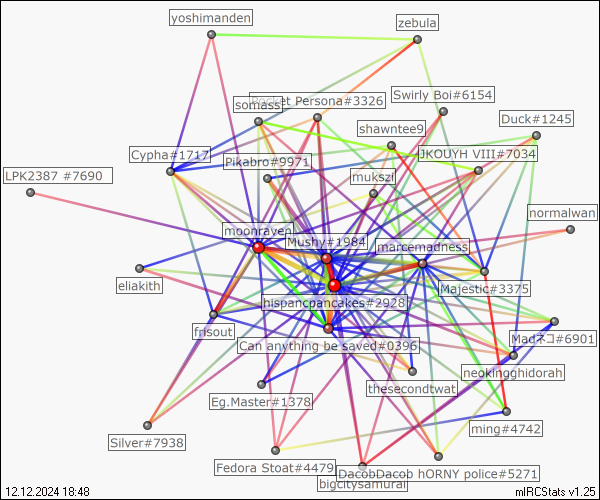 yoshimanden
zebula
Swirly Boi#6154
Rocket Persona#3326
somass
Duck#1245
shawntee9
Cypha#1717
JKOUYH VIII#7034
Pikabro#9971
LPK2387 #7690
mukszi
normalwan
moonraven
Mushy#1984
marcemadness
eliakith
Majestic#3375
hispancpancakes#2928
frisout
Can anything be saved#0396
Madネコ#6901
neokingghidorah
thesecondtwat
Eg.Master#1378
ming#4742
Silver#7938
Fedora Stoat#4479
DacobDacob hORNY police#5271
bigcitysamurai
12.12.2024 18:48
mIRCStats v1.25